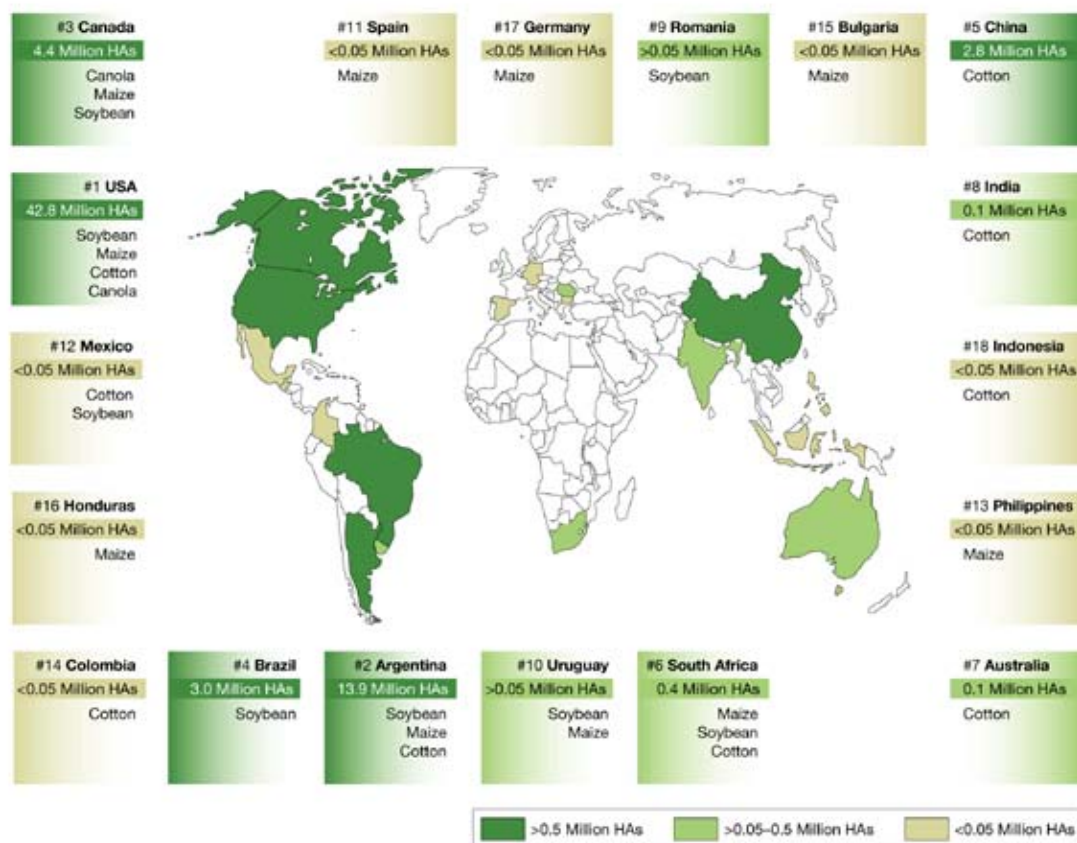 #3 Canada
4.4 Million HAs
Canola
Maize
Soybean
#11 Spain
<0.05 Million HAs
Maize
#17 Germany
<0.05 Million HAs
Maize
#9 Romania
>0.05 Million HAs
Soybean
#15 Bulgaria
<0.05 Million HAs
Maize
#5 China
2.8 Million HAs
Cotton
#1 USA
42.8 Million HAs
Soybean
Maize
Cotton
Canola
#8 India
0.1 Million HAs
Cotton
#12 Mexico
<0.05 Million HAs
Cotton
Soybean
#18 Indonesia
<0.05 Million HAs
Cotton
#16 Honduras
<0.05 Million HAs
Maize
#13 Philippines
<0.05 Million HAs
Maize
#14 Colombia
<0.05 Million HAs
Cotton
#4 Brazil
3.0 Million HAs
Soybean
#2 Argentina
13.9 Million HAs
Soybean
Maize
Cotton
#10 Uruguay
>0.05 Million HAs
Soybean
Maize
#6 South Africa
0.4 Million HAs
Maize
Soybean
Cotton
#7 Australia
0.1 Million HAs
Cotton
>0.5 Million HAs
>0.05–0.5 Million HAs
<0.05 Million HAs